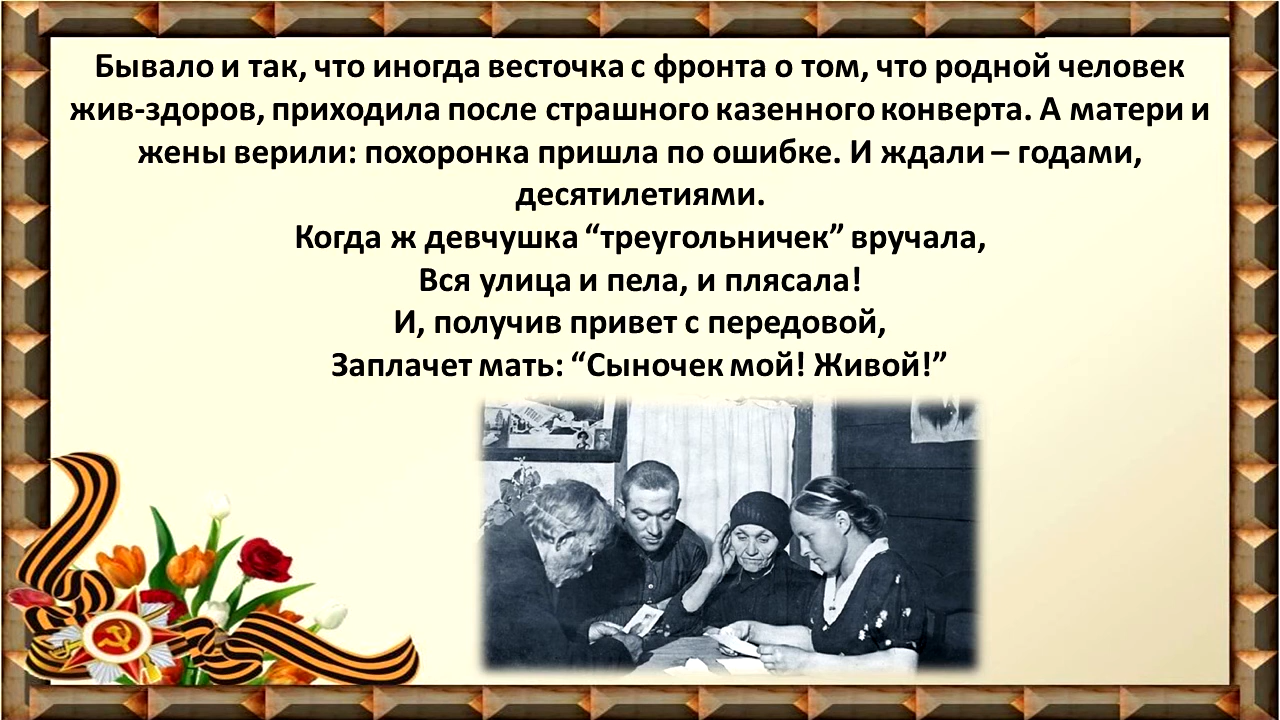 Бывало и так, что иногда весточка с фронта о том, что родной человек
жив-здоров, приходила после страшного казенного конверта. А матери и
жены верили: похоронка пришла по ошибке. И ждали – годами,
десятилетиями.
Когда ж девчушка “треугольничек” вручала,
Вся улица и пела, и плясала!
И, получив привет с передовой,
Заплачет мать: “Сыночек мой! Живой!”